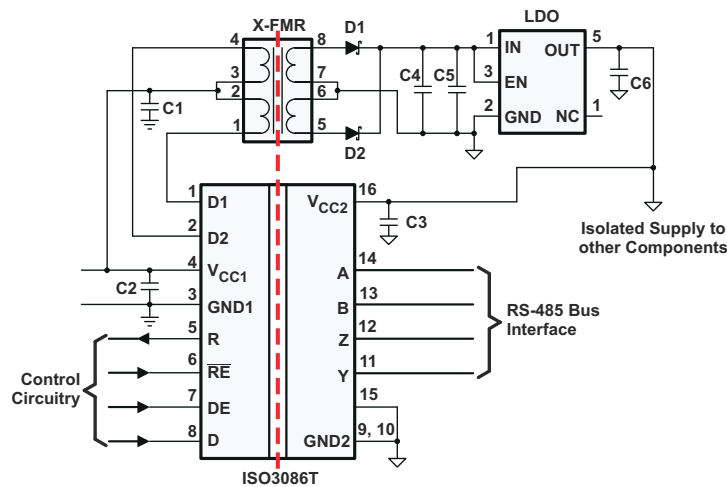 X-FMR
D1
LDO
4
8
3
7
2
6
1
5
C1
D2
C4
C5
1
IN
OUT
5
3
EN
2
GND
NC
1
C6
1
D1
2
D2
4
VCC1
3
GND1
5
R
6
RE
7
DE
8
D
C2
16
VCC2
C3
14
A
13
B
12
Z
11
Y
15
9, 10
GND2
Isolated Supply to
other Components
RS-485 Bus
Interface
Control
Circuitry
ISO3086T